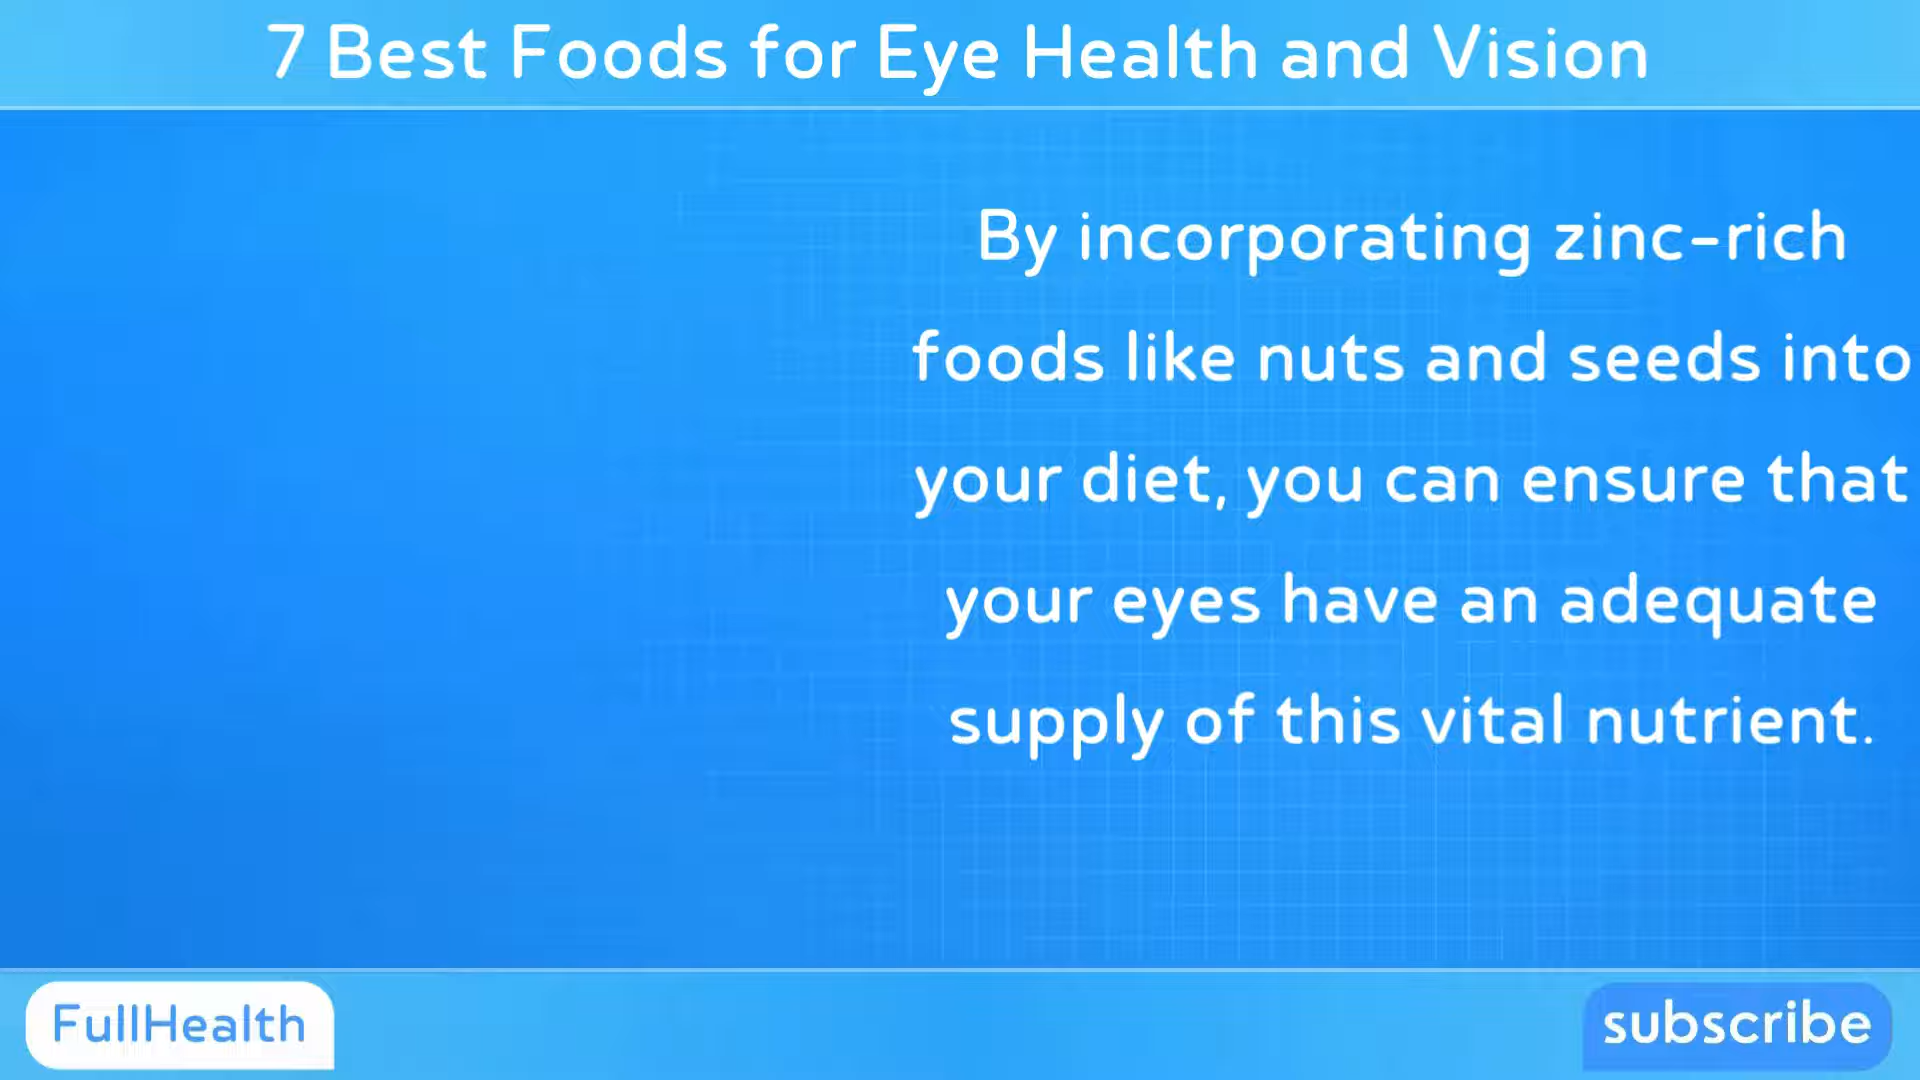 7 Best Foods for Eye Health and Vision
By incorporating zinc-rich
foods like nuts and seeds into
your diet, you can ensure that
your eyes have an adequate
supply of this vital nutrient.
FullHealth
subscribe